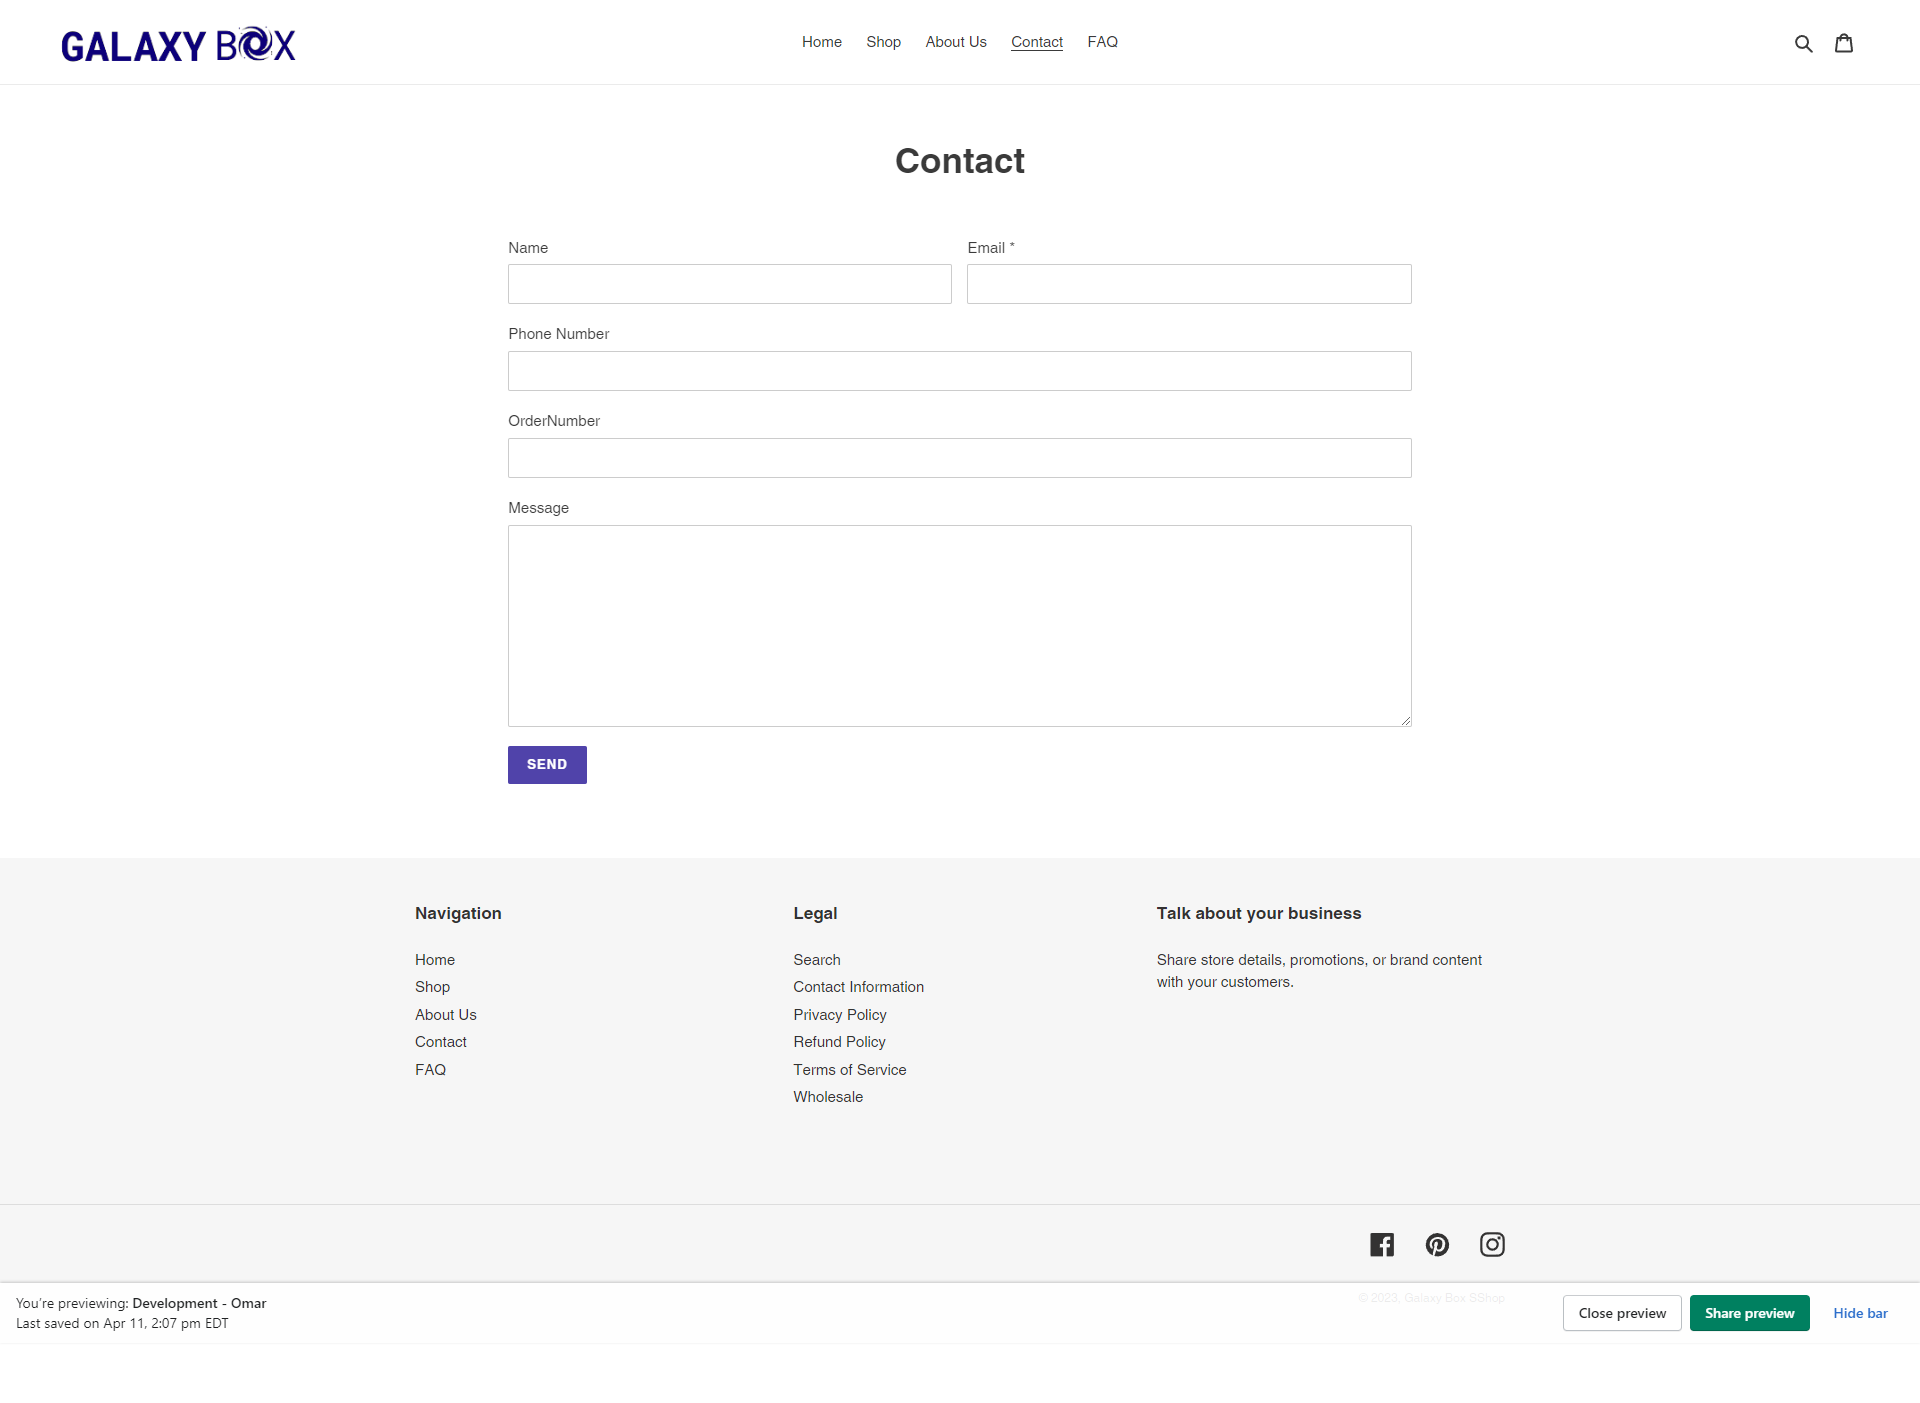 GALAXY BOX
Home Shop About Us Contact FAQ
Contact
Name
Email *
Phone Number
OrderNumber
Message
SEND
Navigation
Home
Shop
About Us
Contact
FAQ
Legal
Search
Contact Information
Privacy Policy
Refund Policy
Terms of Service
Wholesale
Talk about your business
Share store details, promotions, or brand content
with your customers.
© 2023, Galaxy Box SShop
You’re previewing: Development - Omar
Last saved on Apr 11, 2:07 pm EDT
Close preview
Share preview
Hide bar